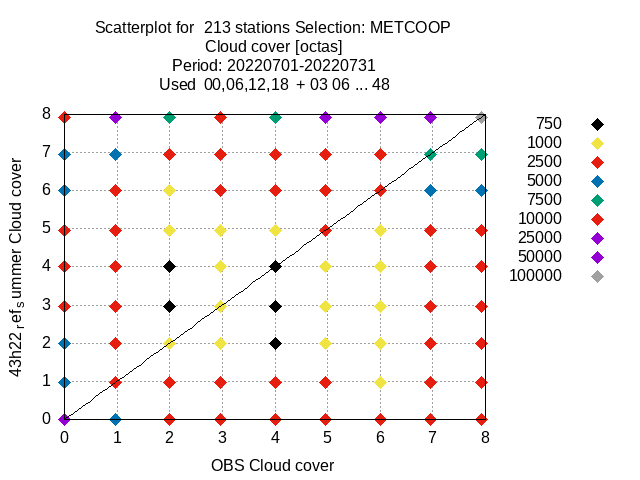 Scatterplot for 213 stations Selection: METCOOP
Cloud cover [octas]
Period: 20220701-20220731
Used 00,06,12,18 + 03 06 ... 48
8
7
6
5
4
3
2
1
0
43h22refsummer Cloud cover
0 1 2 3 4 5 6 7 8
OBS Cloud cover
750
1000
2500
5000
7500
10000
25000
50000
100000